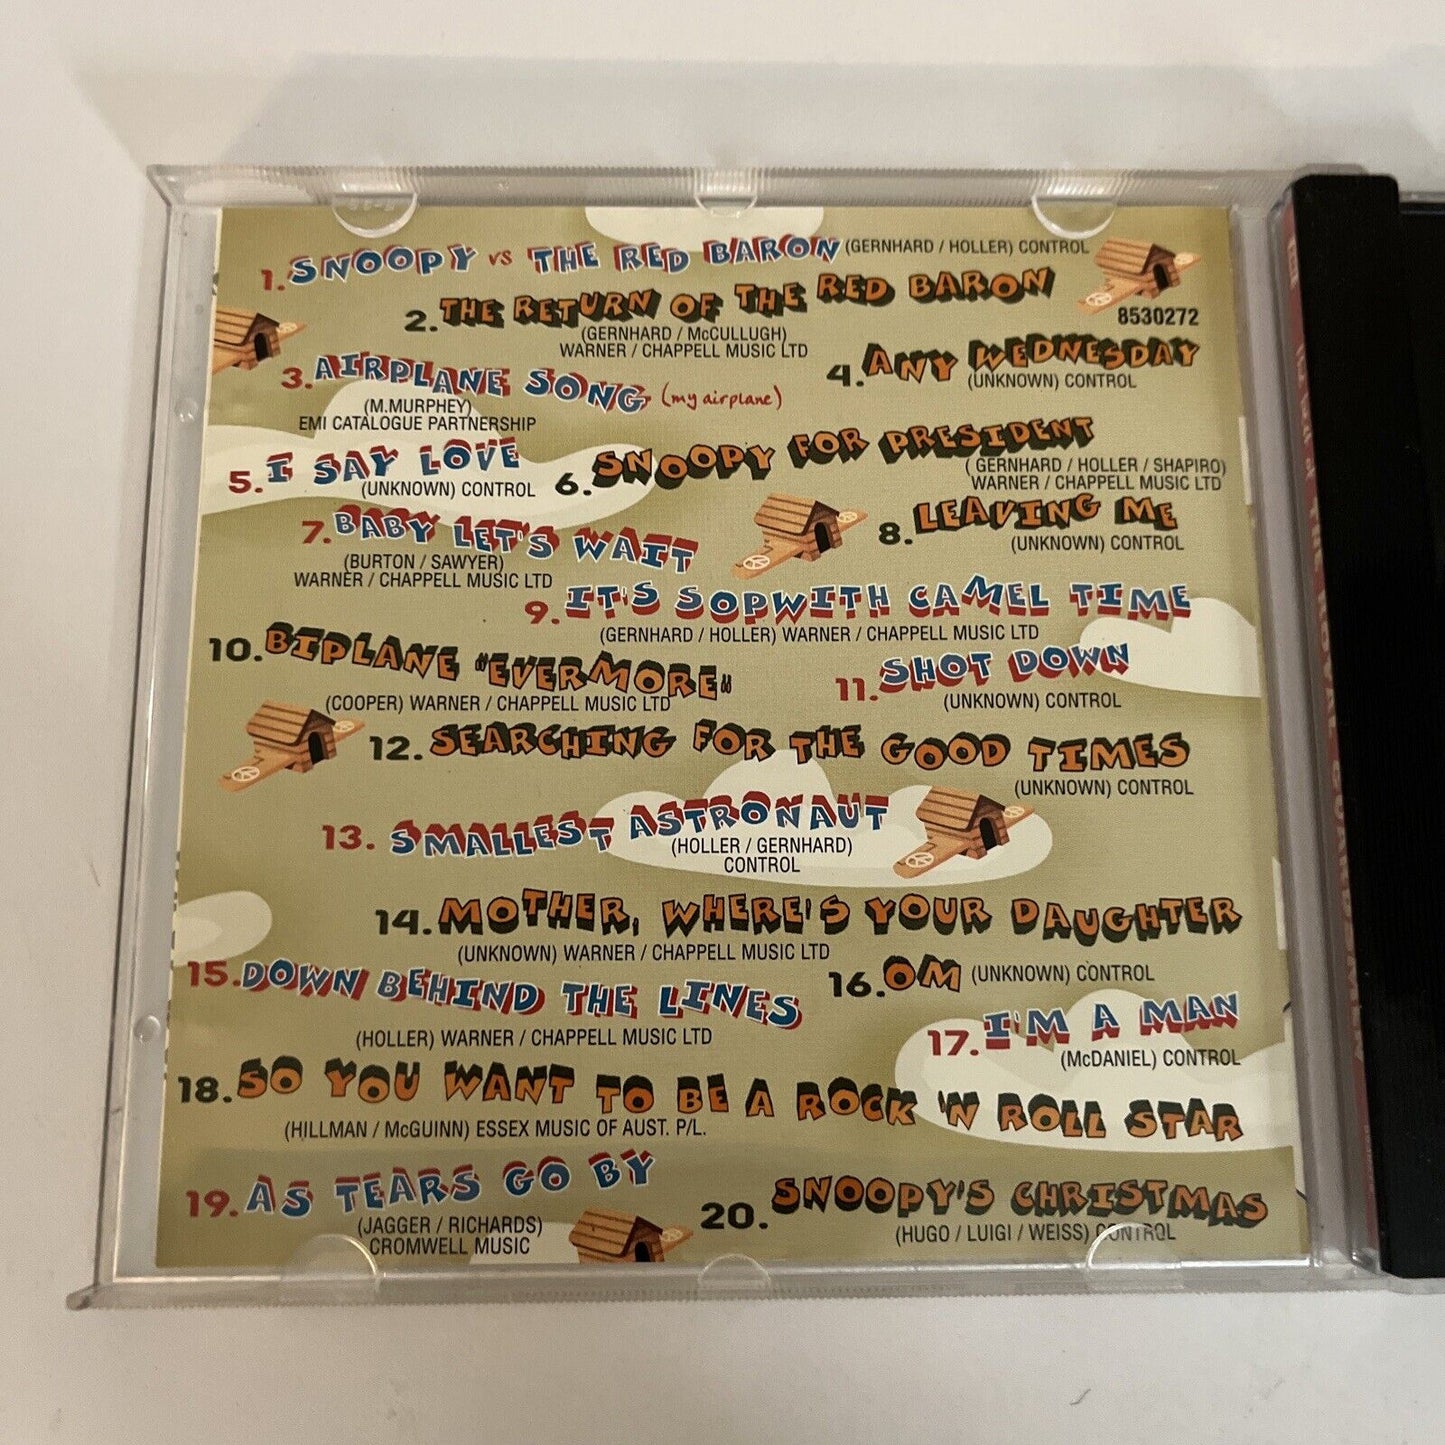 1. SNOOPY vs THE RED BARON (GERNHARD / HOLLER) CONTROL
2. THE RETURN OF THE RED BARON
(GERNHARD / McCULLUGH)
WARNER / CHAPPELL MUSIC LTD
8530272
3. AIRPLANE SONG (my airplane)
(M.MURPHEY)
EMI CATALOGUE PARTNERSHIP
4. ANY WEDNESDAY
(UNKNOWN) CONTROL
5. I SAY LOVE
(UNKNOWN) CONTROL
6. SNOOPY FOR PRESIDENT
( GERNHARD / HOLLER / SHAPIRO)
WARNER / CHAPPELL MUSIC LTD
7. BABY LET'S WAIT
(BURTON / SAWYER)
WARNER / CHAPPELL MUSIC LTD
8. LEAVING ME
(UNKNOWN) CONTROL
9. IT'S SOPWITH CAMEL TIME
(GERNHARD / HOLLER) WARNER / CHAPPELL MUSIC LTD
10. BIPLANE "EVERMORE"
(COOPER) WARNER / CHAPPELL MUSIC LTD
11. SHOT DOWN
(UNKNOWN) CONTROL
12. SEARCHING FOR THE GOOD TIMES
(UNKNOWN) CONTROL
13. SMALLEST ASTRONAUT
(HOLLER / GERNHARD)
CONTROL
14. MOTHER, WHERE'S YOUR DAUGHTER
(UNKNOWN) WARNER / CHAPPELL MUSIC LTD
15. DOWN BEHIND THE LINES
(HOLLER) WARNER / CHAPPELL MUSIC LTD
16. OM (UNKNOWN) CONTROL
17. I'M A MAN
(McDANIEL) CONTROL
18. SO YOU WANT TO BE A ROCK 'N ROLL STAR
(HILLMAN / McGUINN) ESSEX MUSIC OF AUST. P/L.
19. AS TEARS GO BY
(JAGGER / RICHARDS)
CROMWELL MUSIC
20. SNOOPY'S CHRISTMAS
(HUGO / LUIGI / WEISS) CONTROL